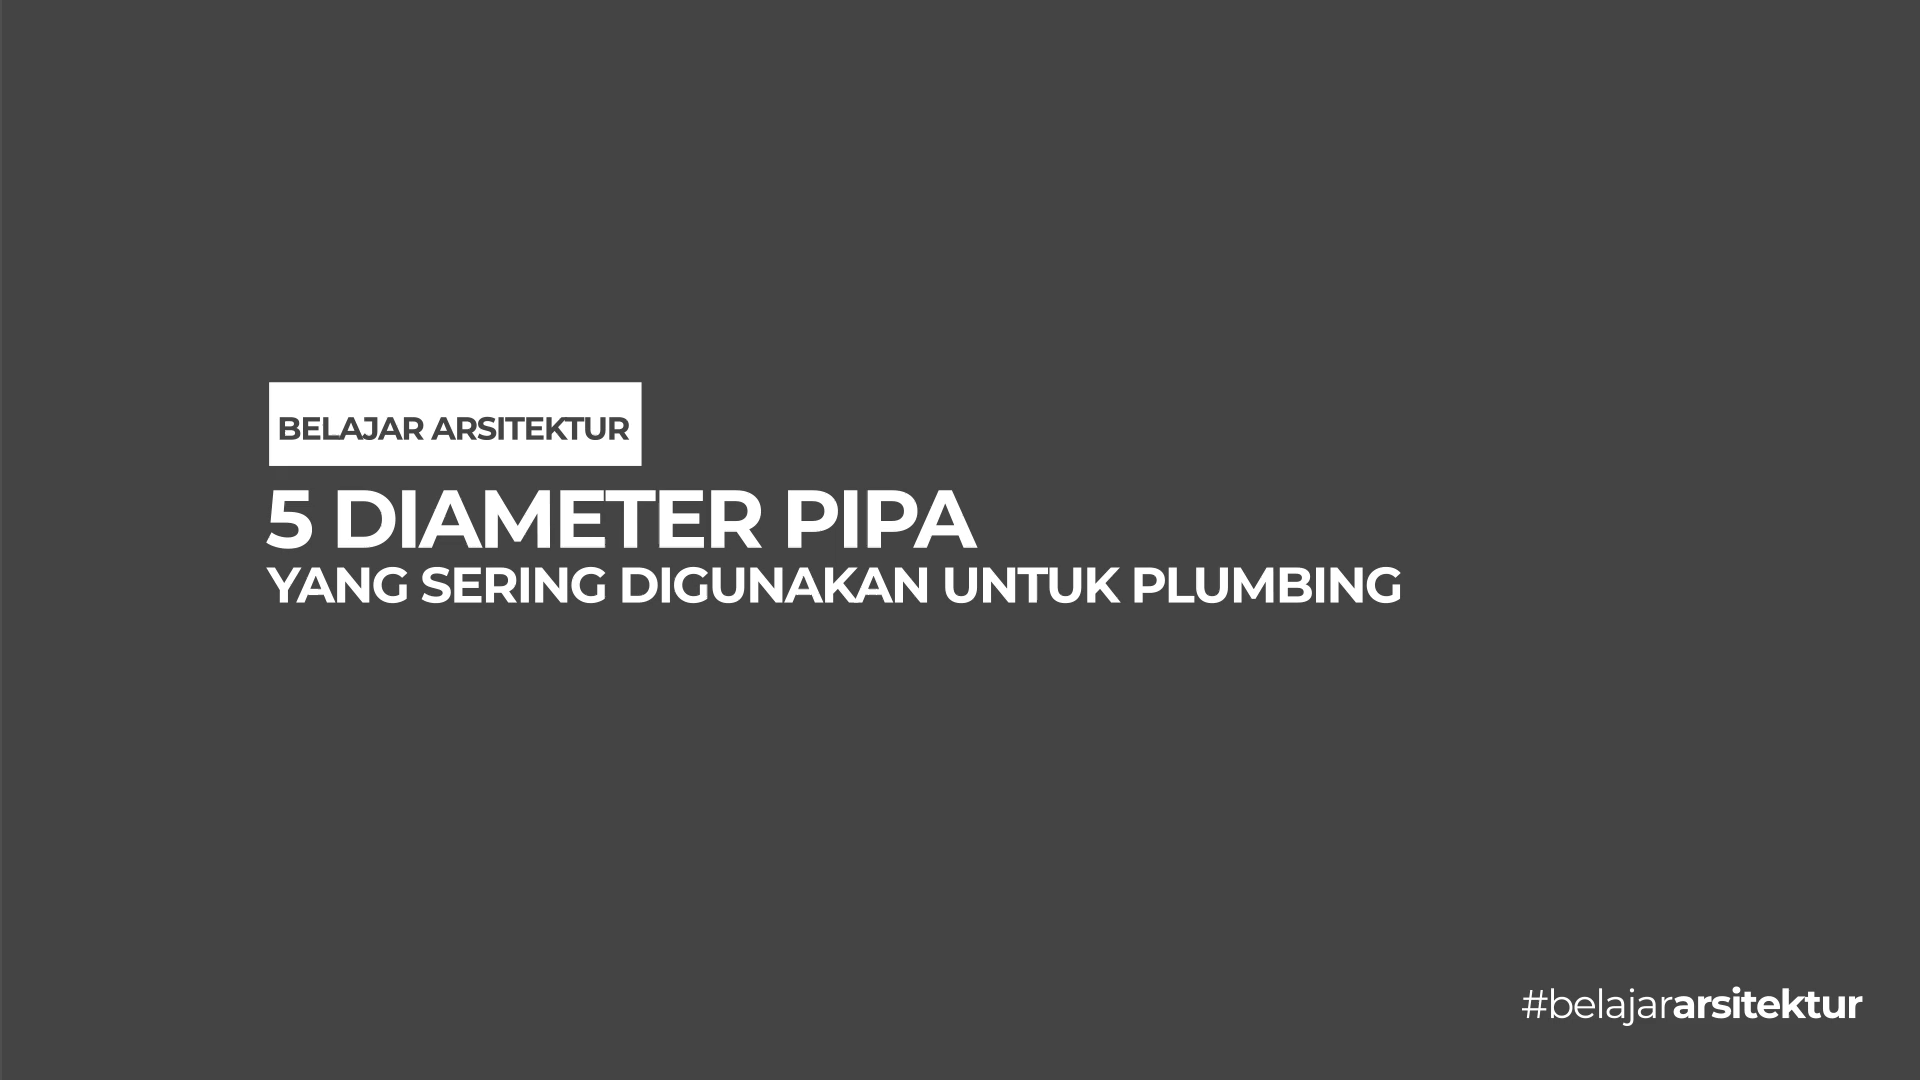 BELAJAR ARSITEKTUR
5 DIAMETER PIPA
YANG SERING DIGUNAKAN UNTUK PLUMBING
#belajararsitektur